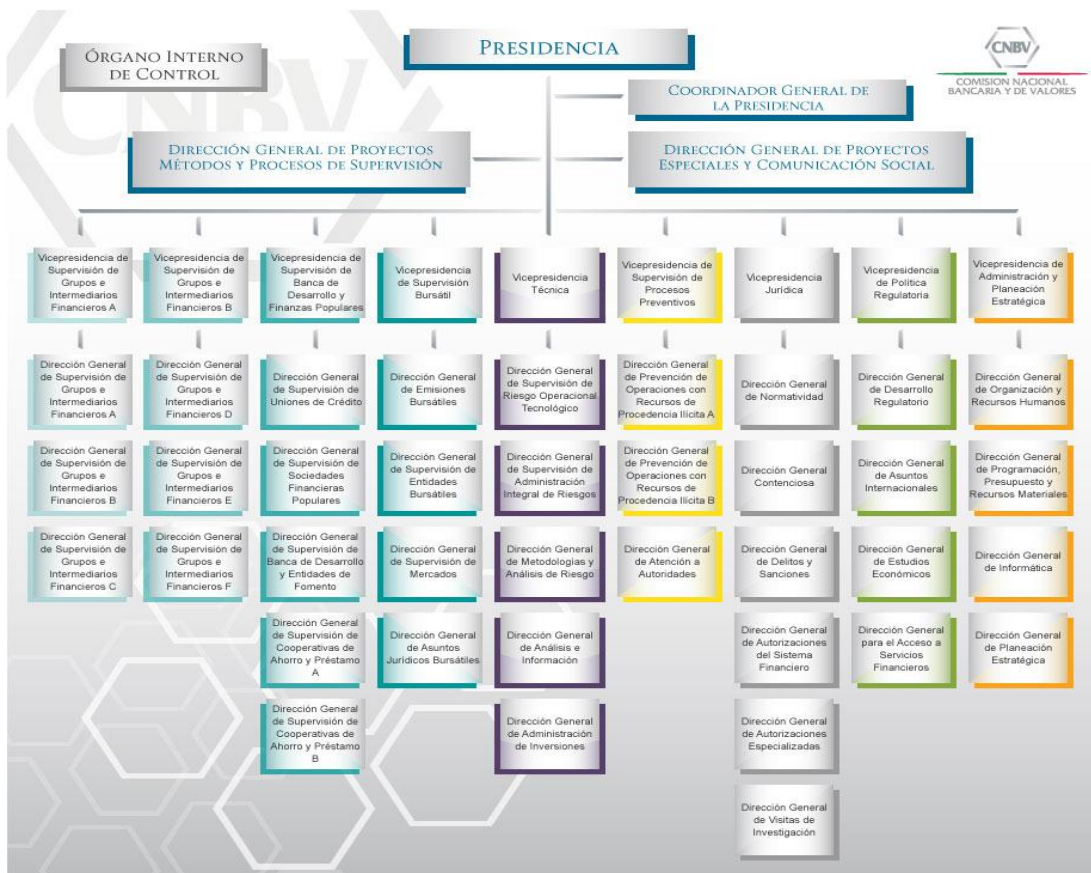 ÓRGANO INTERNO
DE CONTROL
PRESIDENCIA
CNBV
COMISION NACIONAL
BANCARIA Y DE VALORES
CNBV
COORDINADOR GENERAL DE
LA PRESIDENCIA
DIRECCIÓN GENERAL DE PROYECTOS
MÉTODOS Y PROCESOS DE SUPERVISIÓN
DIRECCIÓN GENERAL DE PROYECTOS
ESPECIALES Y COMUNICACIÓN SOCIAL
Vicepresidencia de
Supervisión de
Grupos e
Intermediarios
Financieros A
Vicepresidencia de
Supervisión de
Grupos e
Intermediarios
Financieros B
Vicepresidencia de
Supervisión de
Banca de
Desarrollo y
Finanzas Populares
Vicepresidencia
de Supervisión
Bursátil
Vicepresidencia
Técnica
Vicepresidencia de
Supervisión de
Procesos
Preventivos
Vicepresidencia
Jurídica
Vicepresidencia
de Política
Regulatoria
Vicepresidencia de
Administración y
Planeación
Estratégica
Dirección General
de Supervisión de
Grupos e
Intermediarios
Financieros A
Dirección General
de Supervisión de
Grupos e
Intermediarios
Financieros D
Dirección General
de Supervisión de
Uniones de Crédito
Dirección General
de Emisiones
Bursátiles
Dirección General
de Supervisión de
Riesgo Operacional
Tecnológico
Dirección General
de Prevención de
Operaciones con
Recursos de
Procedencia Ilícita A
Dirección General
de Normatividad
Dirección General
de Desarrollo
Regulatorio
Dirección General
de Organización y
Recursos Humanos
Dirección General
de Supervisión de
Grupos e
Intermediarios
Financieros B
Dirección General
de Supervisión de
Grupos e
Intermediarios
Financieros E
Dirección General
de Supervisión de
Sociedades
Financieras
Populares
Dirección General
de Supervisión de
Entidades
Bursátiles
Dirección General
de Supervisión de
Administración
Integral de Riesgos
Dirección General
de Prevención de
Operaciones con
Recursos de
Procedencia Ilícita B
Dirección General
Contenciosa
Dirección General
de Asuntos
Internacionales
Dirección General
de Programación,
Presupuesto y
Recursos Materiales
Dirección General
de Supervisión de
Grupos e
Intermediarios
Financieros C
Dirección General
de Supervisión de
Grupos e
Intermediarios
Financieros F
Dirección General
de Supervisión de
Banca de Desarrollo
y Entidades de
Fomento
Dirección General
de Supervisión de
Mercados
Dirección General
de Metodologías y
Análisis de Riesgo
Dirección General
de Atención a
Autoridades
Dirección General
de Delitos y
Sanciones
Dirección General
de Estudios
Económicos
Dirección General
de Informática
Dirección General
de Supervisión de
Cooperativas de
Ahorro y Préstamo
A
Dirección General
de Asuntos
Jurídicos Bursátiles
Dirección General
de Análisis e
Información
Dirección General
de Autorizaciones
del Sistema
Financiero
Dirección General
para el Acceso a
Servicios
Financieros
Dirección General
de Planeación
Estratégica
Dirección General
de Supervisión de
Cooperativas de
Ahorro y Préstamo
B
Dirección General
de Administración
de Inversiones
Dirección General
de Autorizaciones
Especializadas
Dirección General
de Visitas de
Investigación